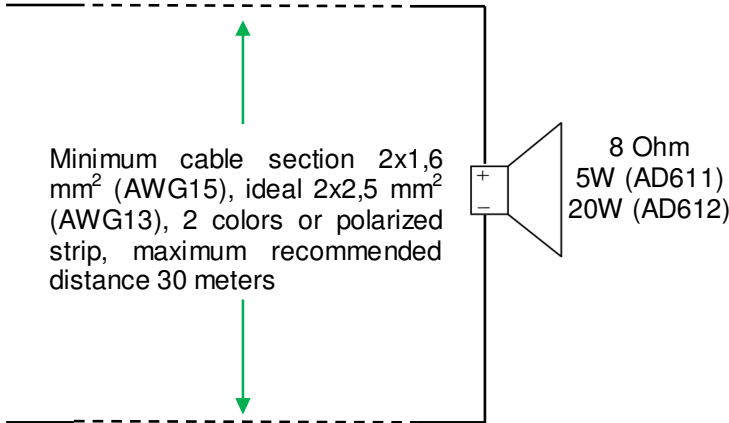 Minimum cable section 2x1,6
mm² (AWG15), ideal 2x2,5 mm²
(AWG13), 2 colors or polarized
strip, maximum recommended
distance 30 meters
+
−
8 Ohm
5W (AD611)
20W (AD612)